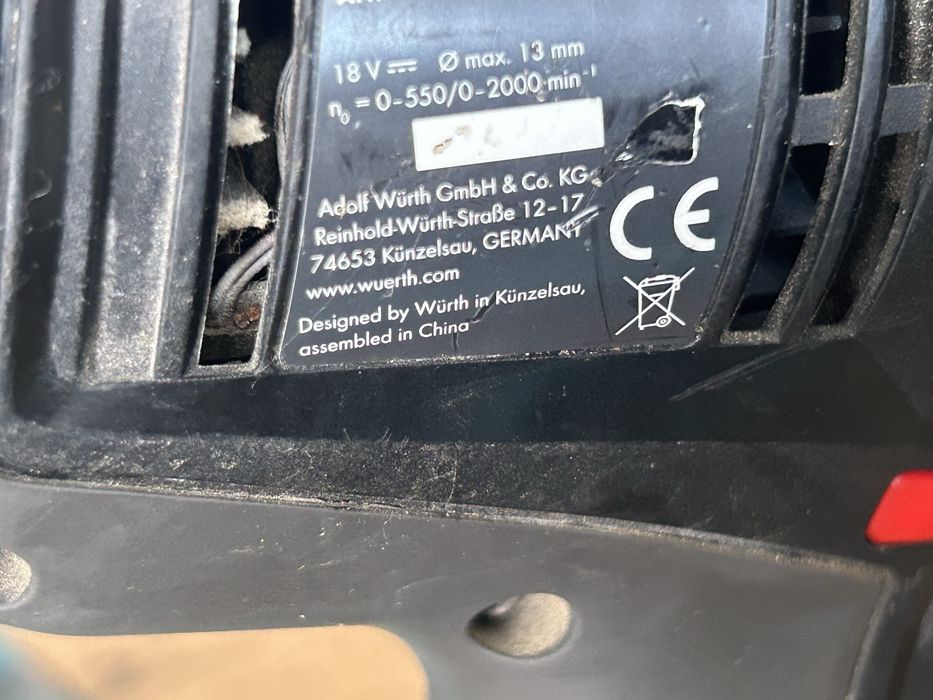 18 V ⎓ Ø max. 13 mm
n₀ = 0-550/0-2000 min⁻¹
Adolf Würth GmbH & Co. KG
Reinhold-Würth-Straße 12-17
74653 Künzelsau, GERMANY
www.wuerth.com
CE
Designed by Würth in Künzelsau,
assembled in China